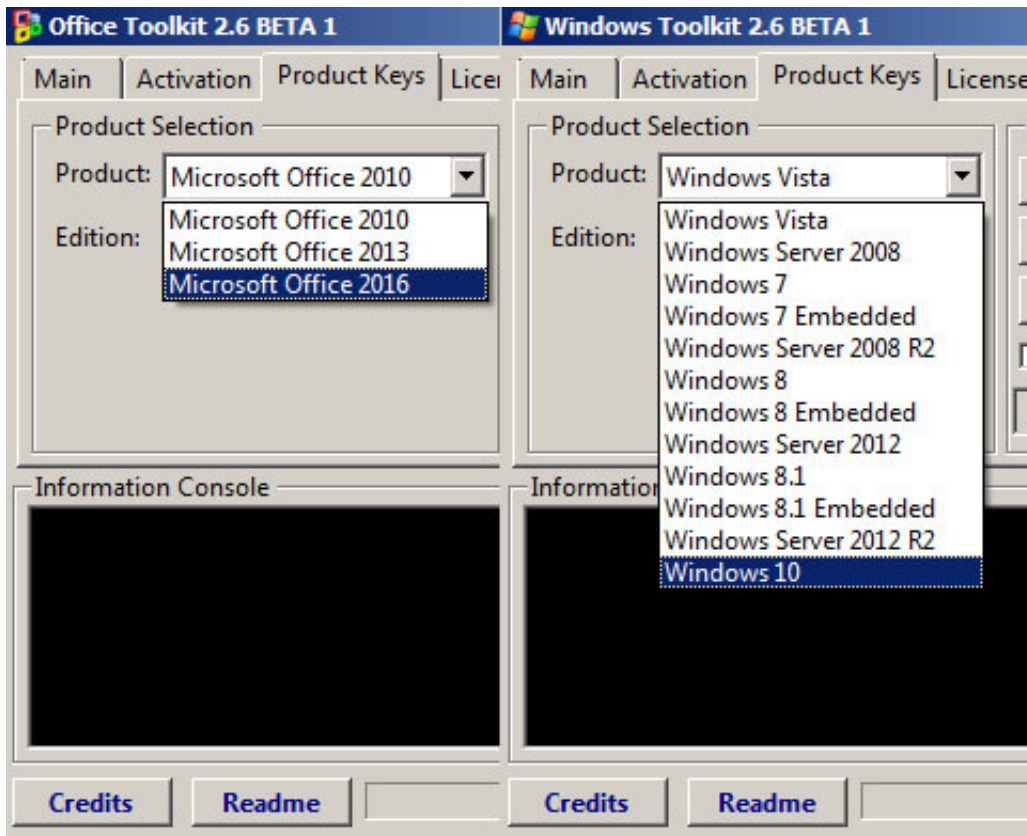 Office Toolkit 2.6 BETA 1
Main Activation Product Keys Licen
Product Selection
Product: Microsoft Office 2010
Microsoft Office 2010
Edition: Microsoft Office 2013
Microsoft Office 2016
Information Console
Credits Readme
Windows Toolkit 2.6 BETA 1
Main Activation Product Keys License
Product Selection
Product: Windows Vista
Windows Vista
Edition: Windows Server 2008
Windows 7
Windows 7 Embedded
Windows Server 2008 R2
Windows 8
Windows 8 Embedded
Windows Server 2012
Windows 8.1
Information
Windows 8.1 Embedded
Windows Server 2012 R2
Windows 10
Credits Readme